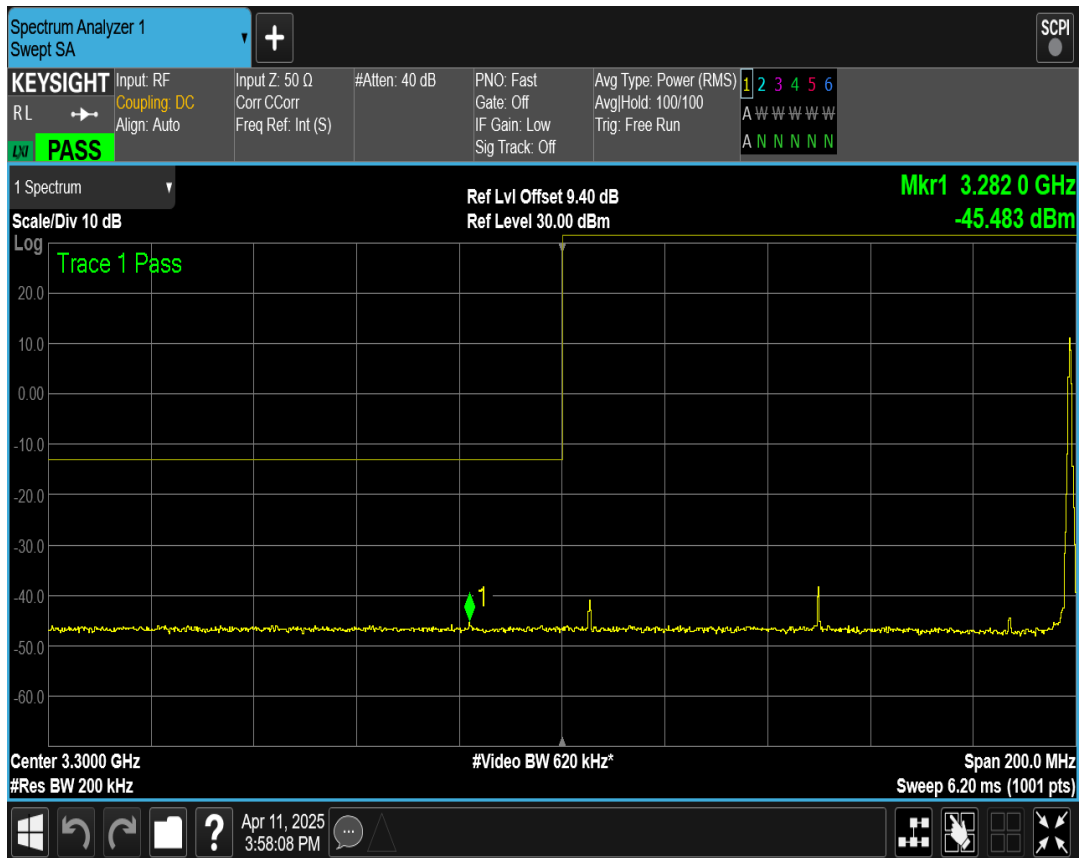 Spectrum Analyzer 1
Swept SA
+
SCPI
KEYSIGHT
RL
LXI PASS
Input: RF
Coupling: DC
Align: Auto
Input Z: 50 Ω
Corr CCorr
Freq Ref: Int (S)
#Atten: 40 dB
PNO: Fast
Gate: Off
IF Gain: Low
Sig Track: Off
Avg Type: Power (RMS)
Avg|Hold: 100/100
Trig: Free Run
1 2 3 4 5 6
A W W W W W
A N N N N N
1 Spectrum
Scale/Div 10 dB
Ref Lvl Offset 9.40 dB
Ref Level 30.00 dBm
Mkr1 3.282 0 GHz
-45.483 dBm
Log
Trace 1 Pass
20.0
10.0
0.00
-10.0
-20.0
-30.0
-40.0
1
-50.0
-60.0
Center 3.3000 GHz
#Res BW 200 kHz
#Video BW 620 kHz*
Span 200.0 MHz
Sweep 6.20 ms (1001 pts)
?
Apr 11, 2025
3:58:08 PM